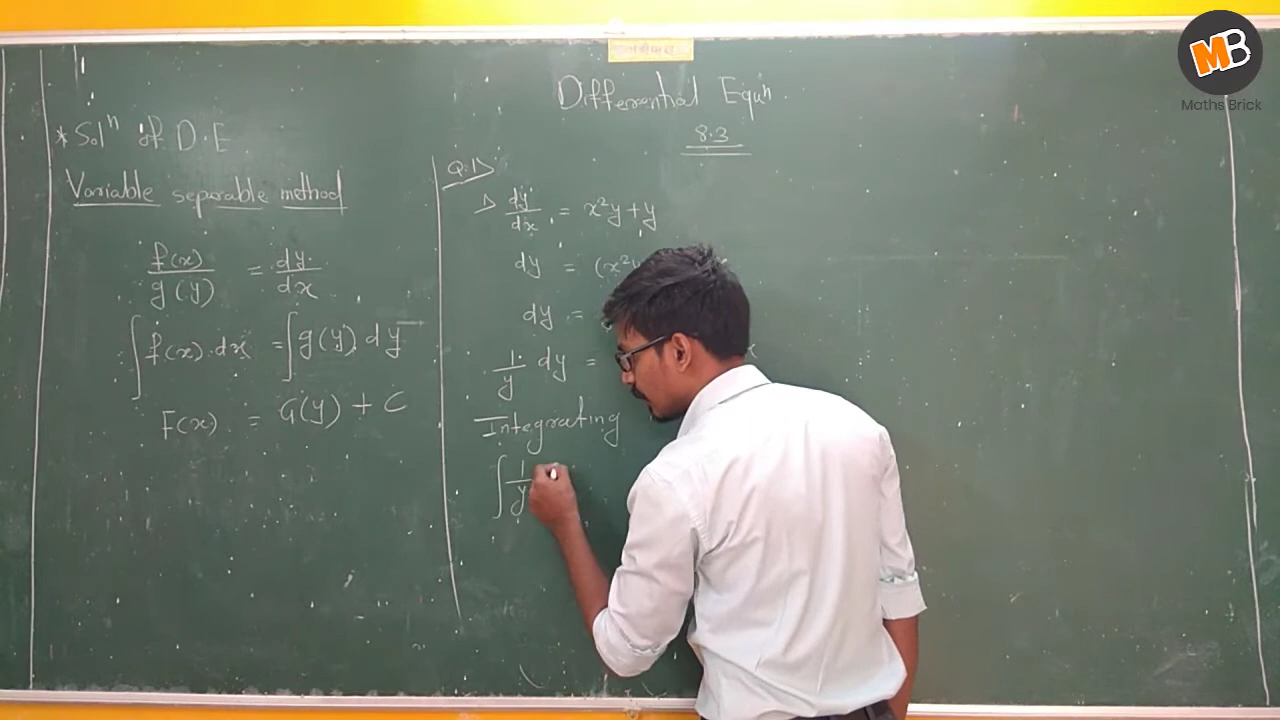 MB
Maths Brick
Differential Equⁿ.
8.3
* Solⁿ of D.E
Variable separable method
f(x)/g(y) = dy/dx
∫f(x).dx = ∫g(y).dy
F(x) = G(y) + C
Q.1>
dy/dx = x²y+y
dy = (x²y
dy =
1/y dy =
Integrating
∫1/y